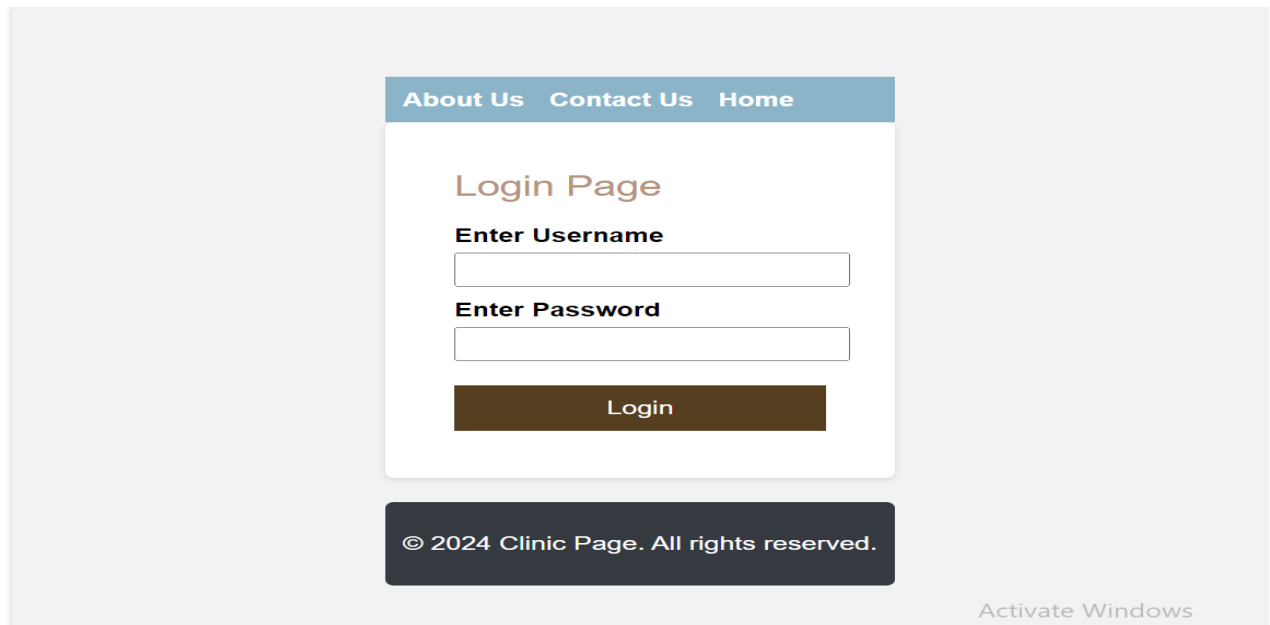 About Us Contact Us Home
Login Page
Enter Username
Enter Password
Login
© 2024 Clinic Page. All rights reserved.
Activate Windows